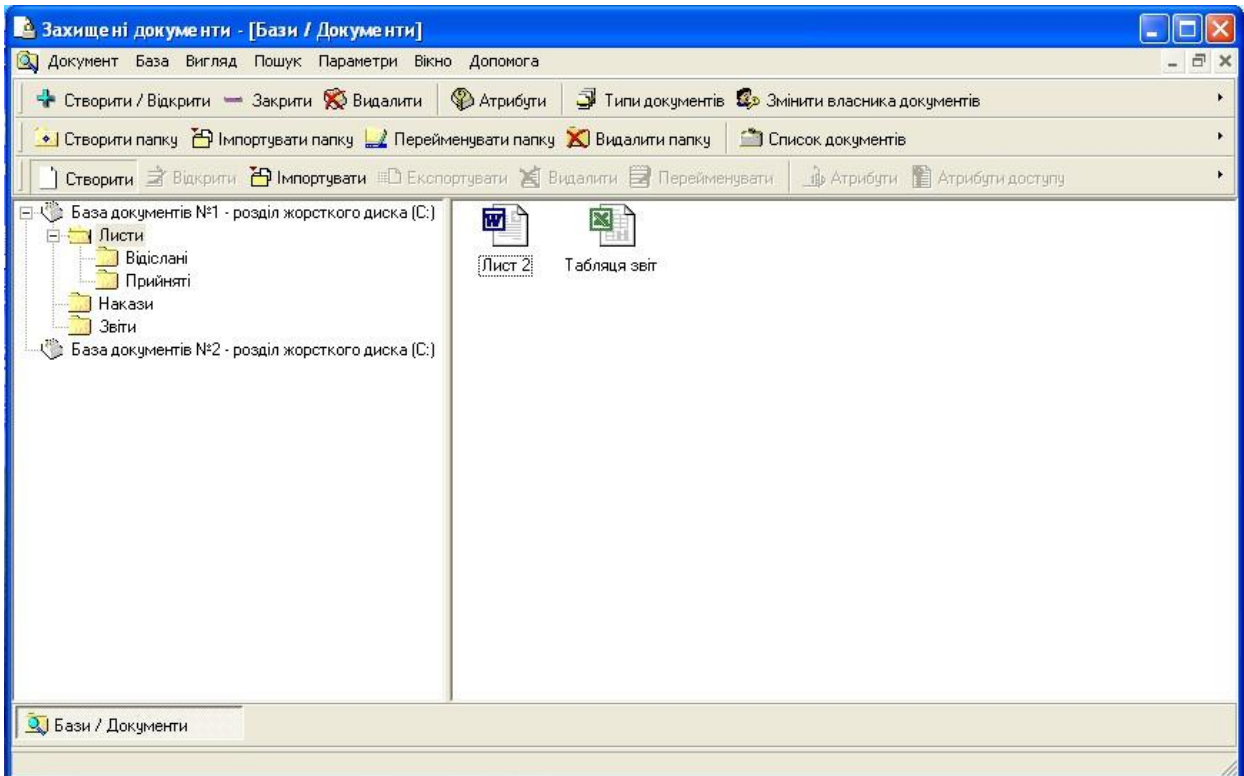 Захищені документи - [Бази / Документи]
Документ База Вигляд Пошук Параметри Вікно Допомога
Створити / Відкрити Закрити Видалити Атрибути Типи документів Змінити власника документів
Створити папку Імпортувати папку Перейменувати папку Видалити папку Список документів
Створити Відкрити Імпортувати Експортувати Видалити Перейменувати Атрибути Атрибути доступу
База документів №1 - розділ жорсткого диска (C:)
Листи
Відіслані
Прийняті
Накази
Звіти
База документів №2 - розділ жорсткого диска (C:)
Лист 2 Табляця звіт
Бази / Документи